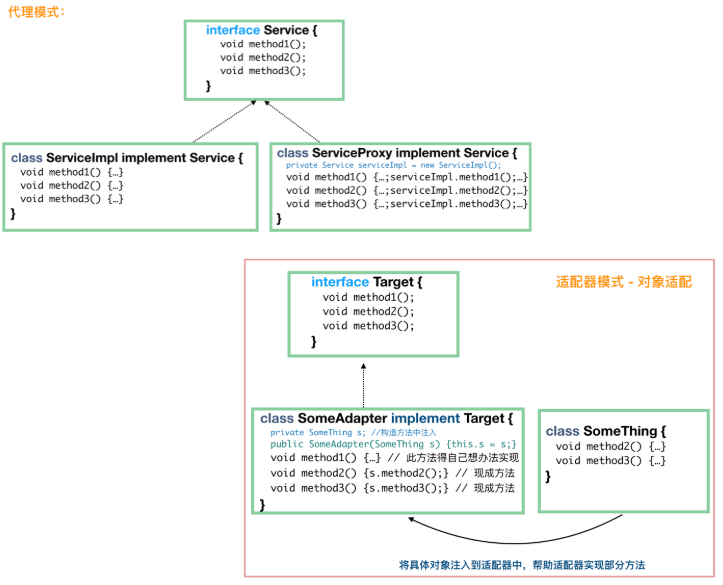 代理模式：
interface Service {
void method1();
void method2();
void method3();
}
class ServiceImpl implement Service {
void method1() {…}
void method2() {…}
void method3() {…}
}
class ServiceProxy implement Service {
private Service serviceImpl = new ServiceImpl();
void method1() {…;serviceImpl.method1();…}
void method2() {…;serviceImpl.method2();…}
void method3() {…;serviceImpl.method3();…}
}
适配器模式 - 对象适配
interface Target {
void method1();
void method2();
void method3();
}
class SomeAdapter implement Target {
private SomeThing s; //构造方法中注入
public SomeAdapter(SomeThing s) {this.s = s;}
void method1() {…} // 此方法得自己想办法实现
void method2() {s.method2();} // 现成方法
void method3() {s.method3();} // 现成方法
}
class SomeThing {
void method2() {…}
void method3() {…}
}
将具体对象注入到适配器中，帮助适配器实现部分方法